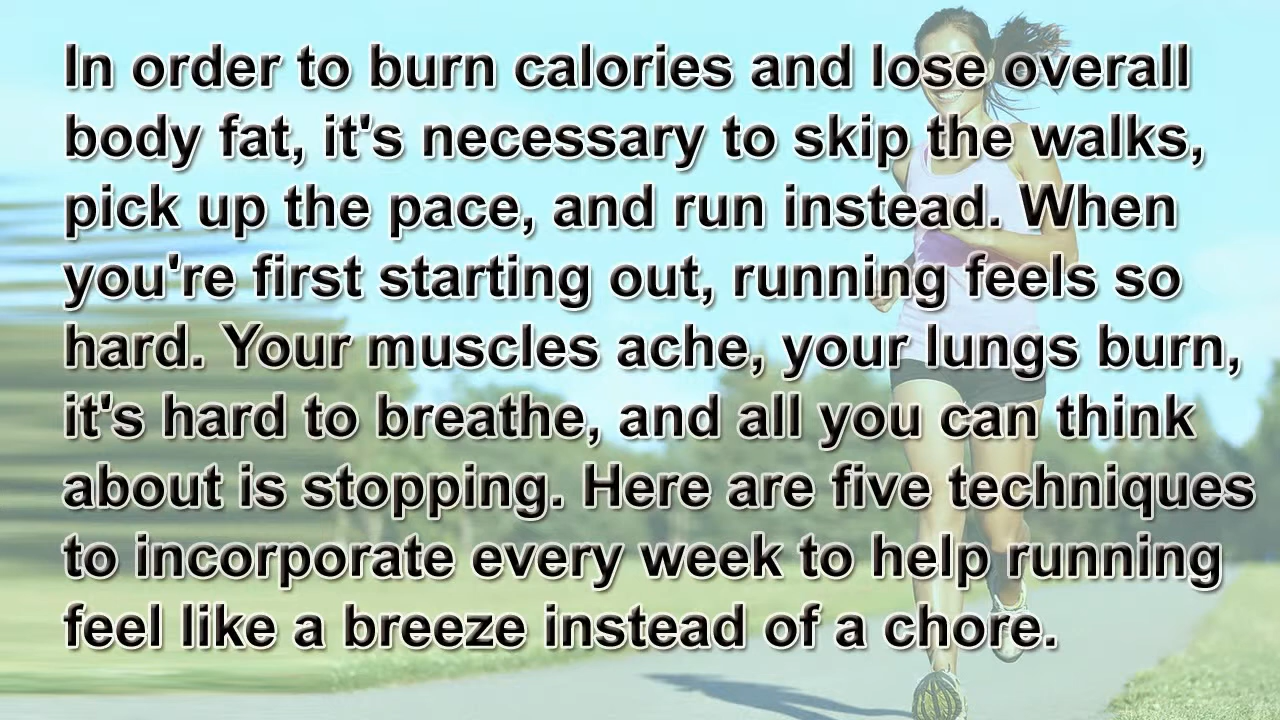 In order to burn calories and lose overall
body fat, it's necessary to skip the walks,
pick up the pace, and run instead. When
you're first starting out, running feels so
hard. Your muscles ache, your lungs burn,
it's hard to breathe, and all you can think
about is stopping. Here are five techniques
to incorporate every week to help running
feel like a breeze instead of a chore.